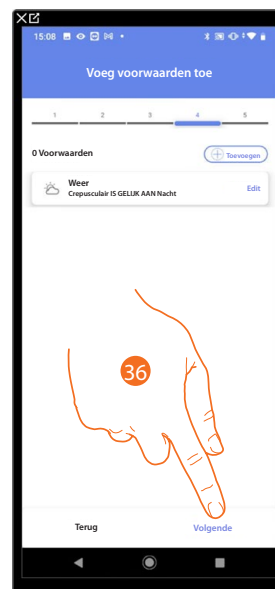 15:08
Voeg voorwaarden toe
1 2 3 4 5
0 Voorwaarden Toevoegen
Weer
Crepusculair IS GELIJK AAN Nacht Edit
36
Terug Volgende